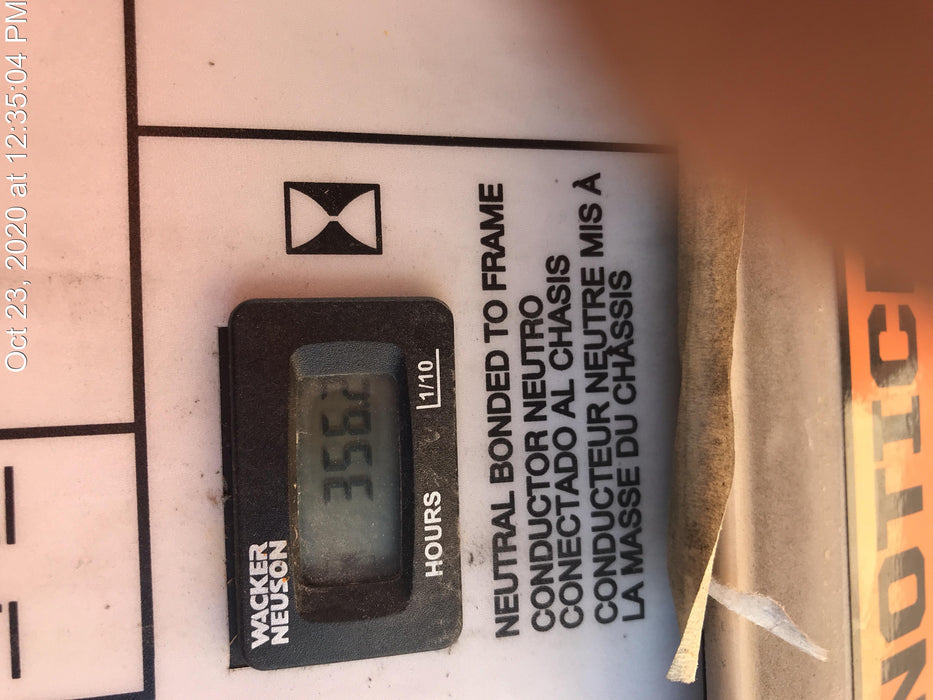 Oct 23, 2020 at 12:35:04 PM
WACKER
NEUSON
HOURS
1/10
NEUTRAL BONDED TO FRAME
CONDUCTOR NEUTRO
CONECTADO AL CHASIS
CONDUCTEUR NEUTRE MIS À
LA MASSE DU CHÂSSIS